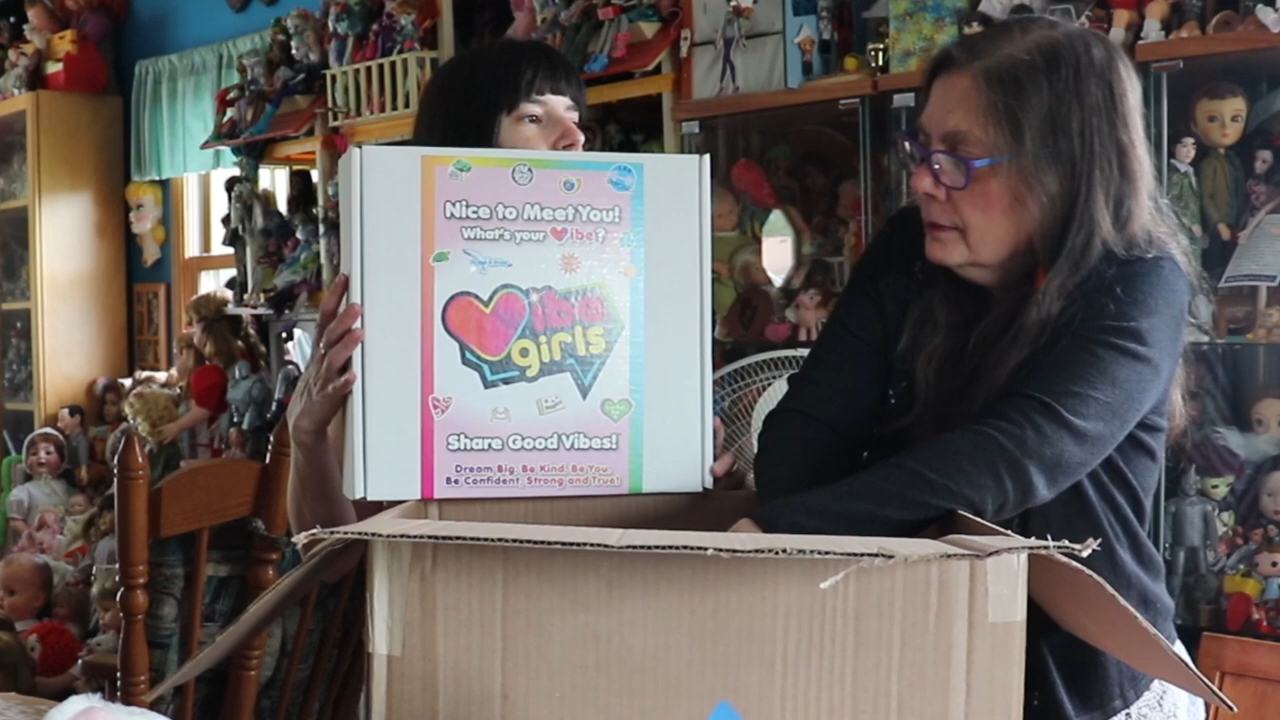 Nice to Meet You!
What's your ❤ibe?
❤ibe
girls
Share Good Vibes!
Dream Big, Be Kind, Be You
Be Confident, Strong and True!